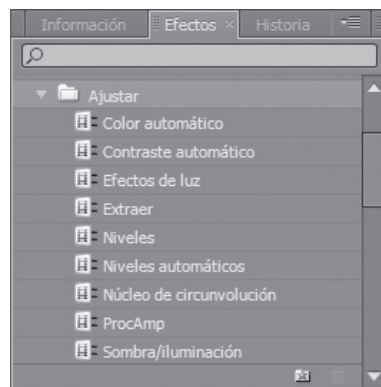 Información Efectos × Historia
Ajustar
Color automático
Contraste automático
Efectos de luz
Extraer
Niveles
Niveles automáticos
Núcleo de circunvolución
ProcAmp
Sombra/iluminación